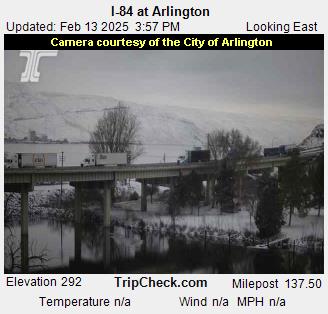 I-84 at Arlington
Updated: Feb 13 2025 3:57 PM Looking East
Camera courtesy of the City of Arlington
Elevation 292 TripCheck.com Milepost 137.50
Temperature n/a Wind n/a MPH n/a